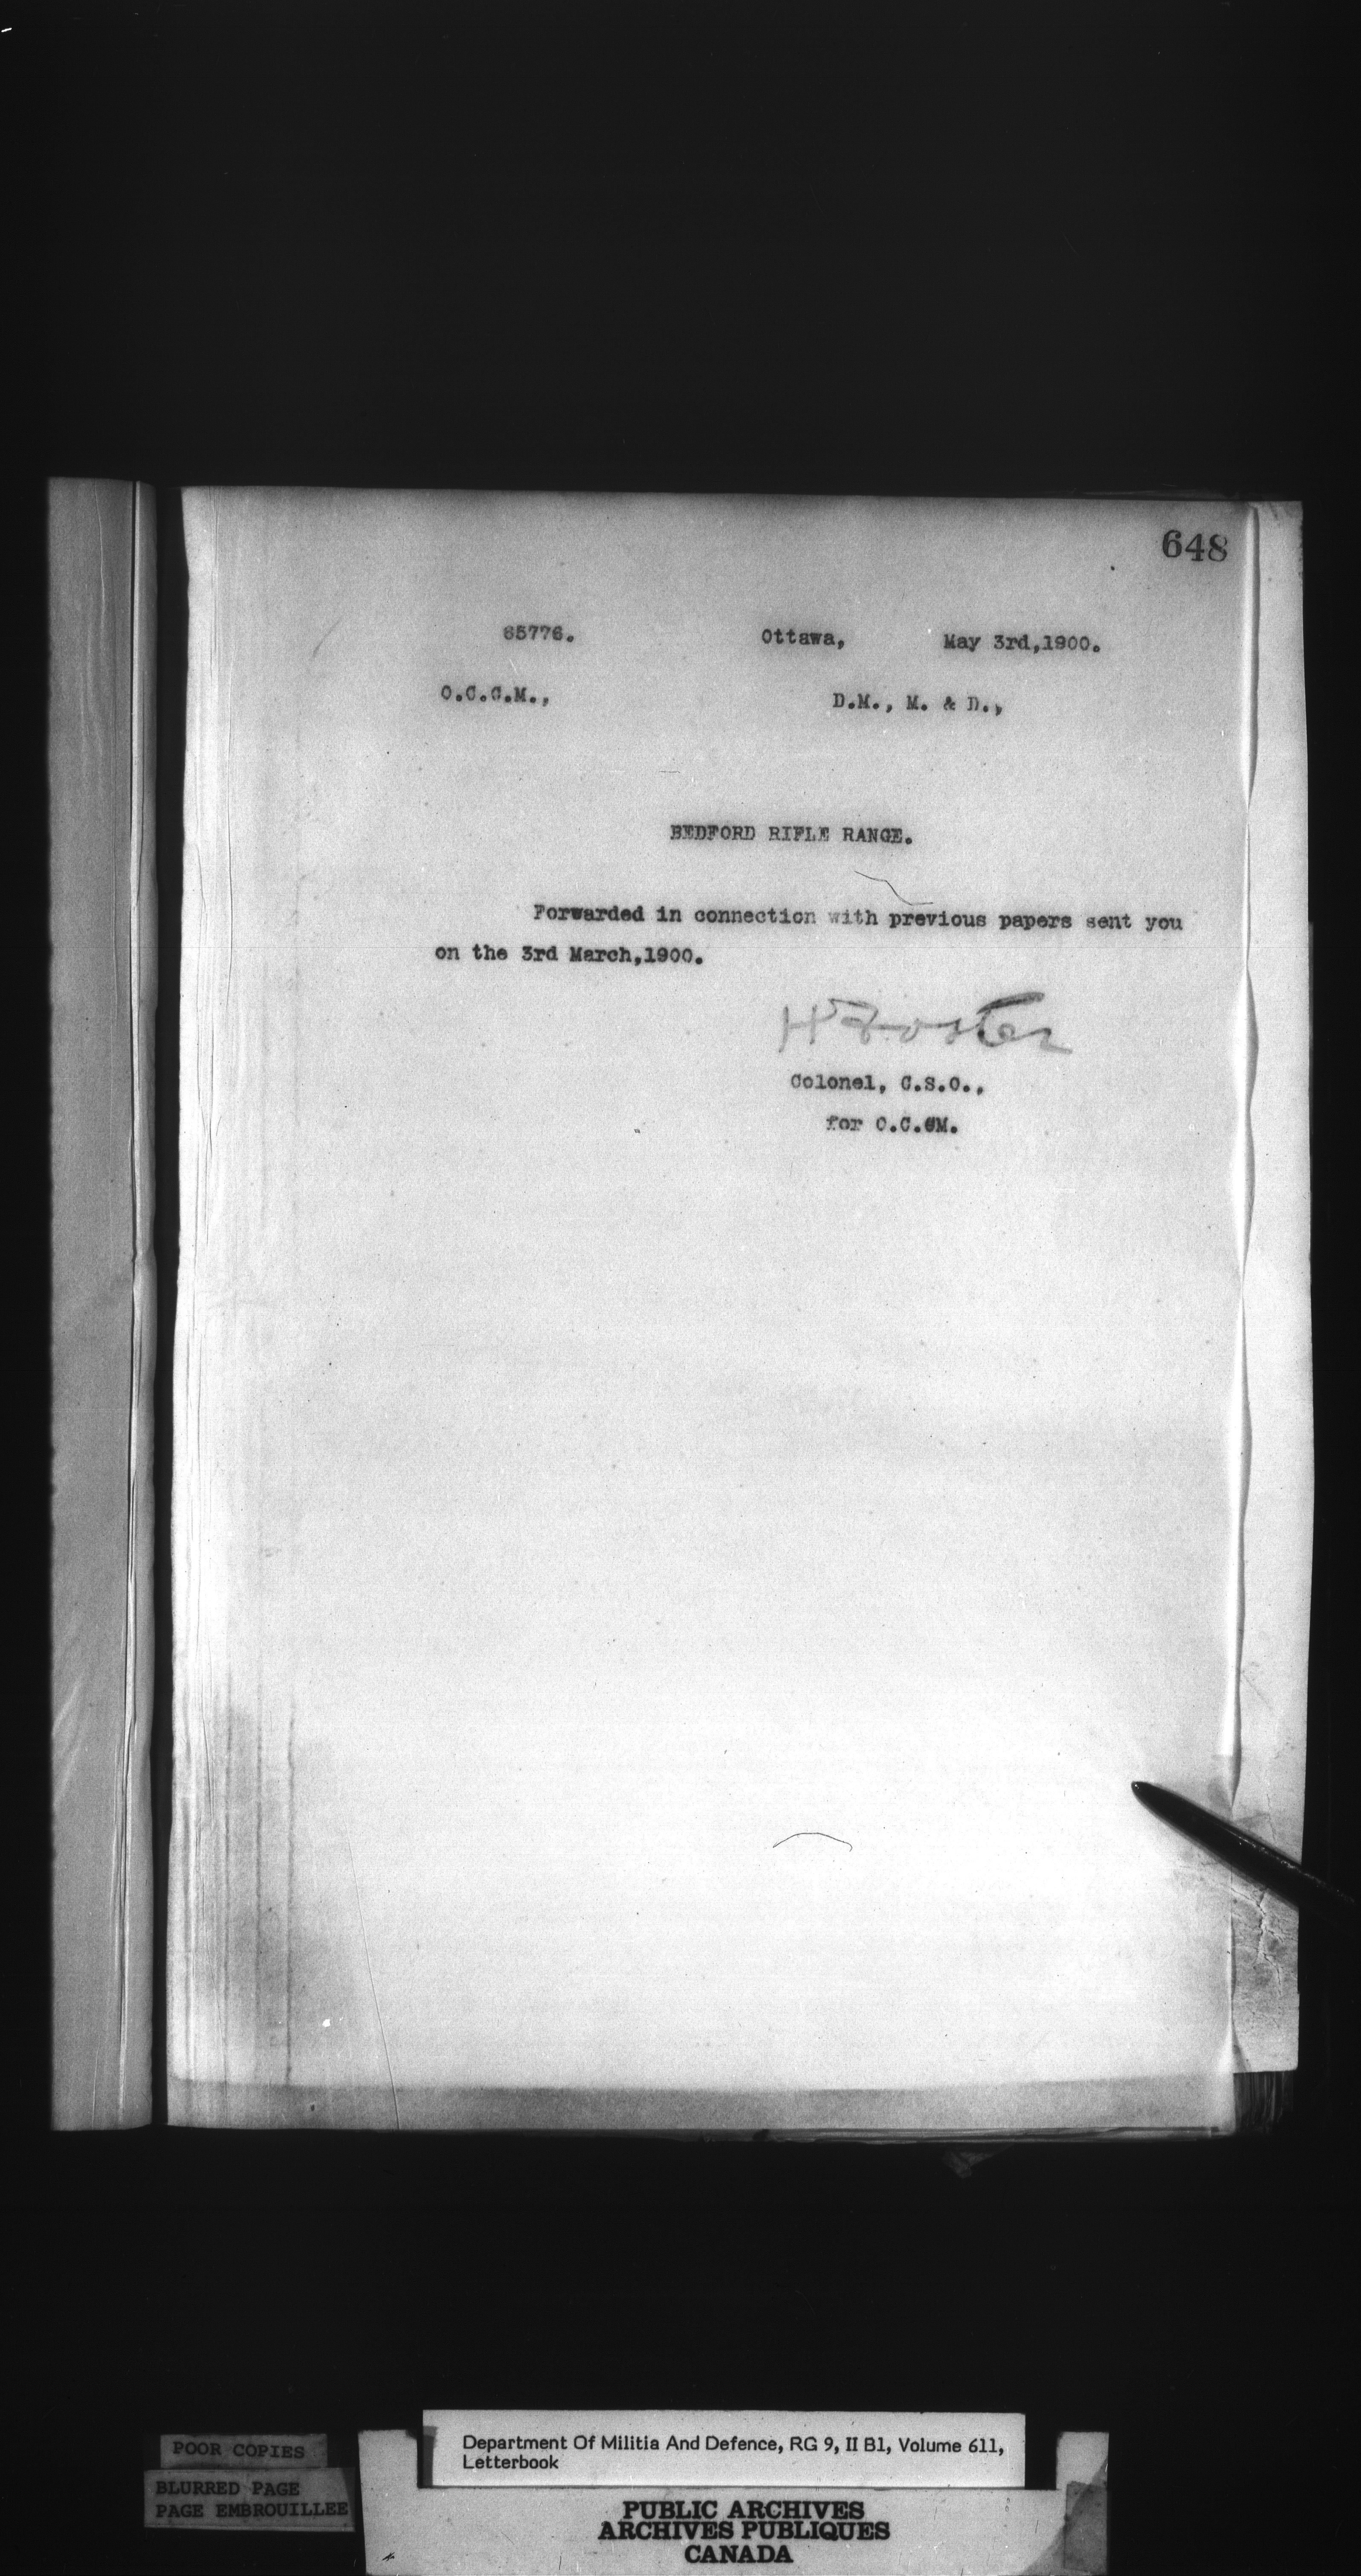 648
65776. Ottawa, May 3rd,1900.
O.C.C.M., D.M., M. & D.,
BEDFORD RIFLE RANGE.
Forwarded in connection with previous papers sent you
on the 3rd March,1900.
H Foster
Colonel, C.S.O.,
for C.C.CM.
Department Of Militia And Defence, RG 9, II B1, Volume 611,
Letterbook
POOR COPIES
BLURRED PAGE
PAGE EMBROUILLEE
PUBLIC ARCHIVES
ARCHIVES PUBLIQUES
CANADA